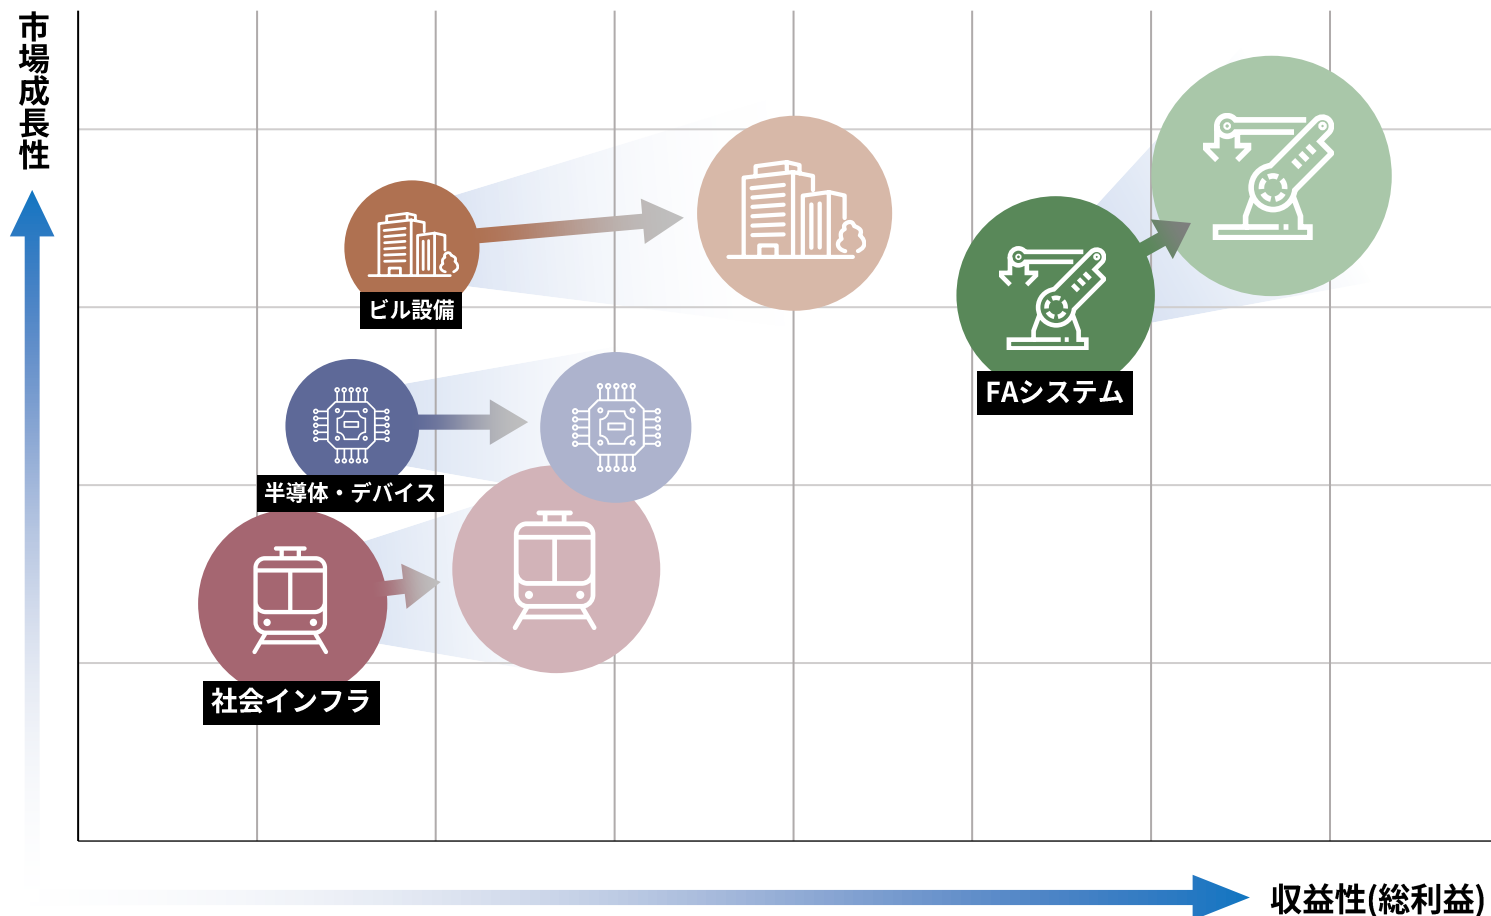 市場成長性
ビル設備
FAシステム
半導体・デバイス
社会インフラ
収益性(総利益)